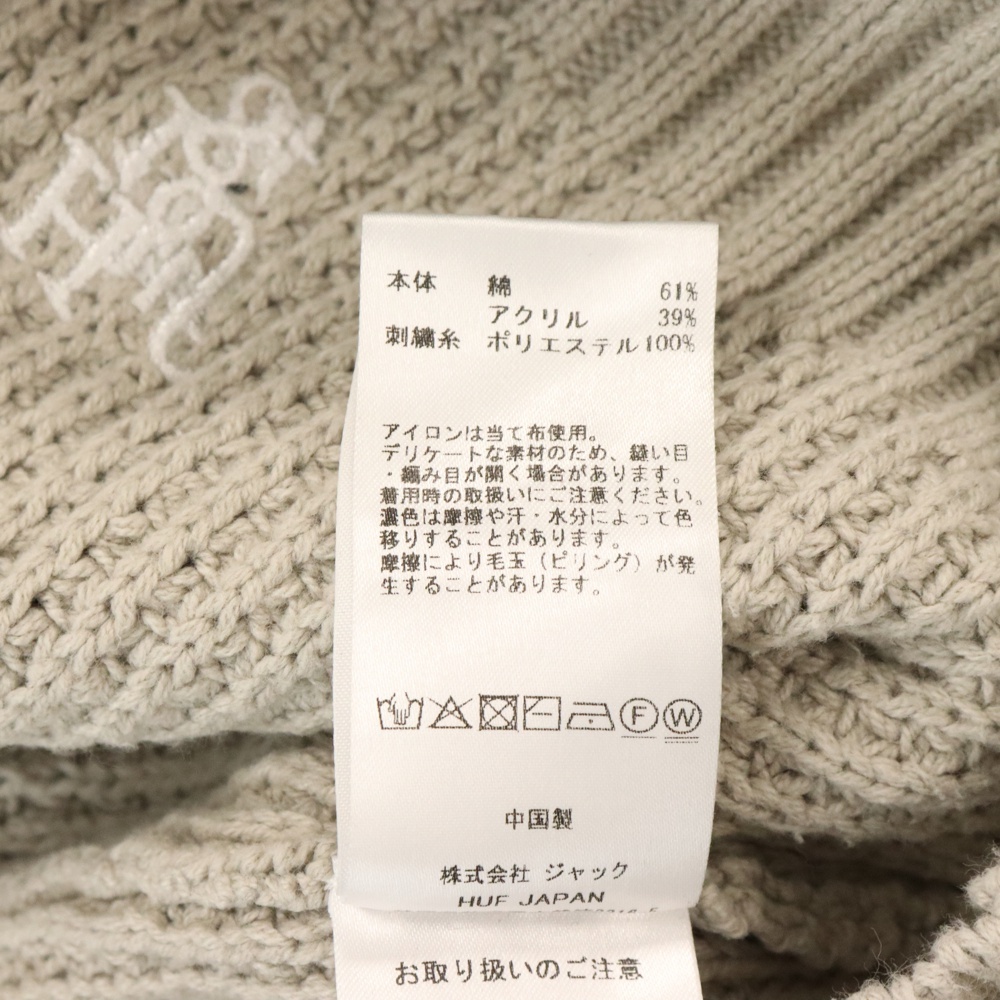 本体 綿 61%
アクリル 39%
刺繍糸 ポリエステル 100%
アイロンは当て布使用。
デリケートな素材のため、縫い目
・編み目が開く場合があります。
着用時の取扱いにご注意ください。
濃色は摩擦や汗・水分によって色
移りすることがあります。
摩擦により毛玉（ピリング）が発
生することがあります。
F W
中国製
株式会社 ジャック
HUF JAPAN
お取り扱いのご注意